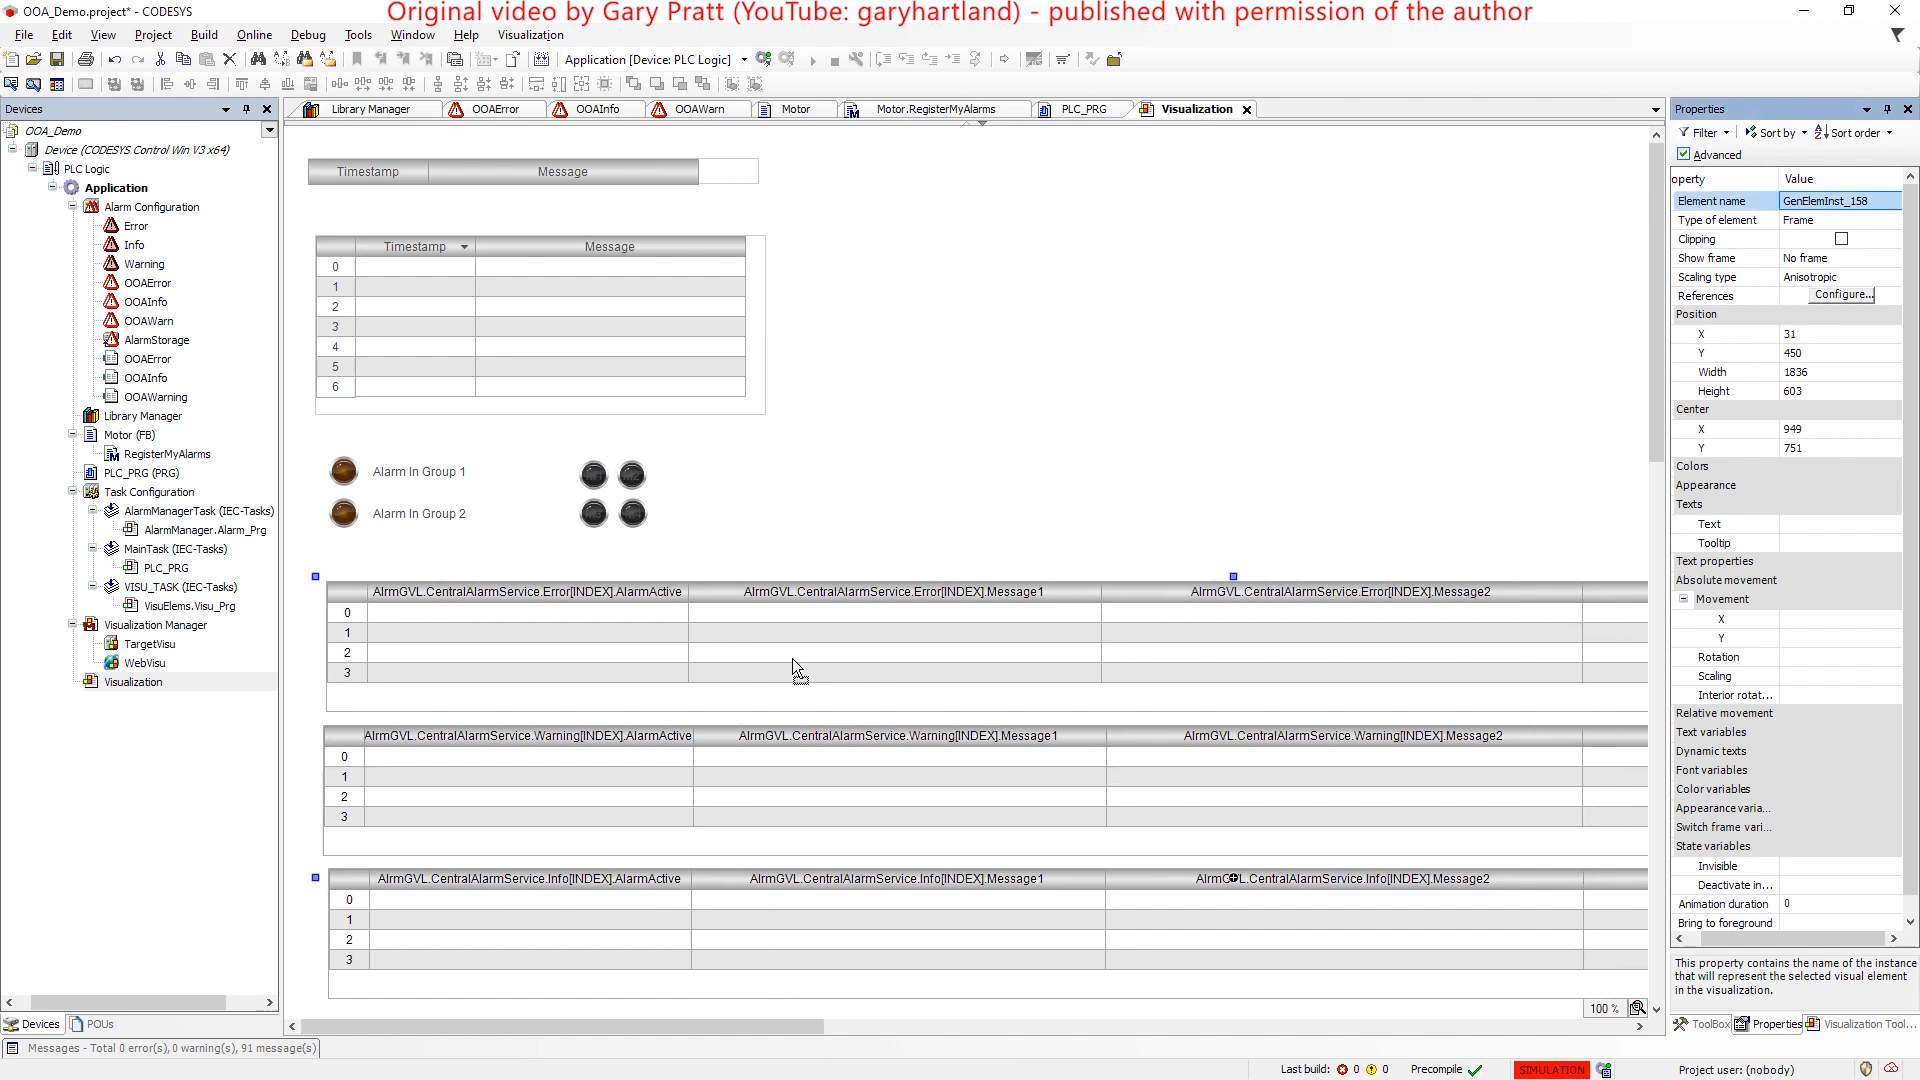 OOA_Demo.project* - CODESYS
Original video by Gary Pratt (YouTube: garyhartland) - published with permission of the author
File Edit View Project Build Online Debug Tools Window Help Visualization
Application [Device: PLC Logic]
Devices
OOA_Demo
Device (CODESYS Control Win V3 x64)
PLC Logic
Application
Alarm Configuration
Error
Info
Warning
OOAError
OOAInfo
OOAWarn
AlarmStorage
OOAError
OOAInfo
OOAWarning
Library Manager
Motor (FB)
RegisterMyAlarms
PLC_PRG (PRG)
Task Configuration
AlarmManagerTask (IEC-Tasks)
AlarmManager.Alarm_Prg
MainTask (IEC-Tasks)
PLC_PRG
VISU_TASK (IEC-Tasks)
VisuElems.Visu_Prg
Visualization Manager
TargetVisu
WebVisu
Visualization
Devices POUs
Library Manager OOAError OOAInfo OOAWarn Motor Motor.RegisterMyAlarms PLC_PRG Visualization
Timestamp Message
Timestamp Message
0
1
2
3
4
5
6
Alarm In Group 1
Alarm In Group 2
AlrmGVL.CentralAlarmService.Error[INDEX].AlarmActive AlrmGVL.CentralAlarmService.Error[INDEX].Message1 AlrmGVL.CentralAlarmService.Error[INDEX].Message2
0
1
2
3
AlrmGVL.CentralAlarmService.Warning[INDEX].AlarmActive AlrmGVL.CentralAlarmService.Warning[INDEX].Message1 AlrmGVL.CentralAlarmService.Warning[INDEX].Message2
0
1
2
3
AlrmGVL.CentralAlarmService.Info[INDEX].AlarmActive AlrmGVL.CentralAlarmService.Info[INDEX].Message1 AlrmGVL.CentralAlarmService.Info[INDEX].Message2
0
1
2
3
100 %
Properties
Filter Sort by Sort order
Advanced
operty Value
Element name GenElemInst_158
Type of element Frame
Clipping
Show frame No frame
Scaling type Anisotropic
References Configure...
Position
X 31
Y 450
Width 1836
Height 603
Center
X 949
Y 751
Colors
Appearance
Texts
Text
Tooltip
Text properties
Absolute movement
Movement
X
Y
Rotation
Scaling
Interior rotat...
Relative movement
Text variables
Dynamic texts
Font variables
Color variables
Appearance varia...
Switch frame vari...
State variables
Invisible
Deactivate in...
Animation duration 0
Bring to foreground
This property contains the name of the instance
that will represent the selected visual element
in the visualization.
ToolBox Properties Visualization Tool...
Messages - Total 0 error(s), 0 warning(s), 91 message(s)
Last build: 0 0 Precompile SIMULATION Project user: (nobody)